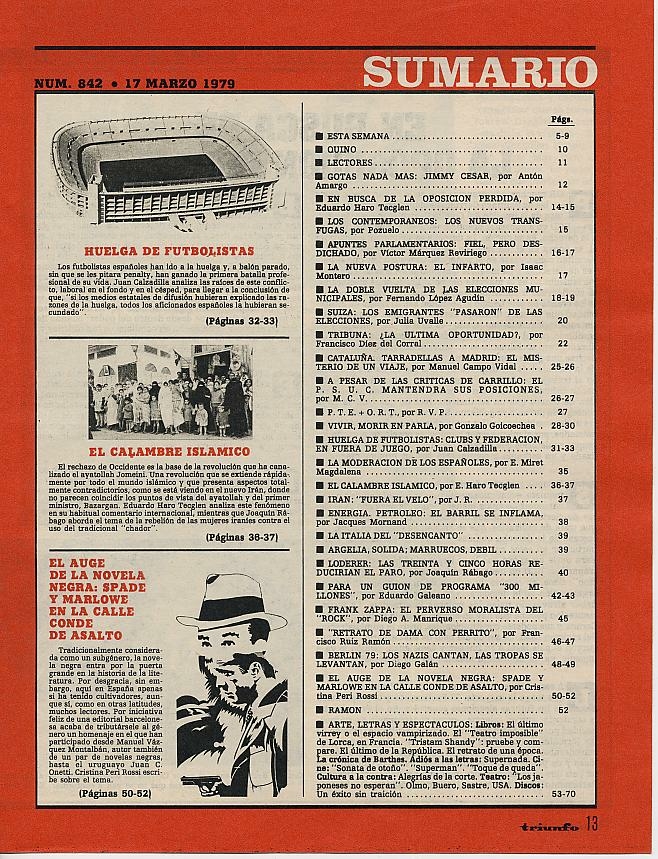 SUMARIO
NUM. 842 • 17 MARZO 1979
HUELGA DE FUTBOLISTAS
Los futbolistas españoles han ido a la huelga y, a balón parado,
sin que se les pitara penalty, han ganado la primera batalla profe-
sional de su vida. Juan Calzadilla analiza las raíces de este conflic-
to, laboral en el fondo y en el césped, para llegar a la conclusión de
que, "si los medios estatales de difusión hubieran explicado las ra-
zones de la huelga, todos los aficionados españoles la hubieran se-
cundado".
(Páginas 32-33)
EL CALAMBRE ISLAMICO
El rechazo de Occidente es la base de la revolución que ha cana-
lizado el ayatollah Jomeini. Una revolución que se extiende rápida-
mente por todo el mundo islámico y que presenta aspectos total-
mente contradictorios, como se está viendo en el nuevo Irán, donde
no parecen coincidir los puntos de vista del ayatollah y del primer
ministro, Bazargan. Eduardo Haro Tecglen analiza este fenómeno
en su habitual comentario internacional, mientras que Joaquín Rá-
bago aborda el tema de la rebelión de las mujeres iraníes contra el
uso del tradicional "chador".
(Páginas 36-37)
EL AUGE
DE LA NOVELA
NEGRA: SPADE
Y MARLOWE
EN LA CALLE
CONDE
DE ASALTO
Tradicionalmente considera-
da como un subgénero, la nove-
la negra entra por la puerta
grande en la historia de la lite-
ratura. Por desgracia, sin em-
bargo, aquí en España apenas
si ha tenido cultivadores, aun-
que sí, como en otras latitudes,
muchos lectores. Por iniciativa
feliz de una editorial barcelone-
sa acaba de tributársele al gé-
nero un homenaje en el que han
participado desde Manuel Váz-
quez Montalbán, autor también
de un par de novelas negras,
hasta el uruguayo Juan C.
Onetti. Cristina Peri Rossi escri-
be sobre el tema.
(Páginas 50-52)
Págs.
■ ESTA SEMANA 5-9
■ QUINO 10
■ LECTORES 11
■ GOTAS NADA MAS: JIMMY CESAR, por Antón
Amargo 12
■ EN BUSCA DE LA OPOSICION PERDIDA, por
Eduardo Haro Tecglen 14-15
■ LOS CONTEMPORANEOS: LOS NUEVOS TRANS-
FUGAS, por Pozuelo 15
■ APUNTES PARLAMENTARIOS: FIEL, PERO DES-
DICHADO, por Víctor Márquez Reviriego 16-17
■ LA NUEVA POSTURA: EL INFARTO, por Isaac
Montero 17
■ LA DOBLE VUELTA DE LAS ELECCIONES MU-
NICIPALES, por Fernando López Agudín 18-19
■ SUIZA: LOS EMIGRANTES "PASARON" DE LAS
ELECCIONES, por Julia Uvalle 20
■ TRIBUNA: ¿LA ULTIMA OPORTUNIDAD?, por
Francisco Díez del Corral 22
■ CATALUÑA. TARRADELLAS A MADRID: EL MIS-
TERIO DE UN VIAJE, por Manuel Campo Vidal 25-26
■ A PESAR DE LAS CRITICAS DE CARRILLO: EL
P. S. U. C. MANTENDRA SUS POSICIONES,
por M. C. V. 26-27
■ P. T. E. + O. R. T., por R. V. P. 27
■ VIVIR, MORIR EN PARLA, por Gonzalo Goicoechea 28-30
■ HUELGA DE FUTBOLISTAS: CLUBS Y FEDERACION,
EN FUERA DE JUEGO, por Juan Calzadilla 31-33
■ LA MODERACION DE LOS ESPAÑOLES, por E. Miret
Magdalena 35
■ EL CALAMBRE ISLAMICO, por E. Haro Tecglen 36-37
■ IRAN: "FUERA EL VELO", por J. R. 37
■ ENERGIA. PETROLEO: EL BARRIL SE INFLAMA,
por Jacques Mornand 38
■ LA ITALIA DEL "DESENCANTO" 39
■ ARGELIA, SOLIDA; MARRUECOS, DEBIL 39
■ LODERER: LAS TREINTA Y CINCO HORAS RE-
DUCIRIAN EL PARO, por Joaquín Rábago 40
■ PARA UN GUION DE PROGRAMA "300 MI-
LLONES", por Eduardo Galeano 42-43
■ FRANK ZAPPA: EL PERVERSO MORALISTA DEL
"ROCK", por Diego A. Manrique 45
■ "RETRATO DE DAMA CON PERRITO", por Fran-
cisco Ruiz Ramón 46-47
■ BERLIN 79: LOS NAZIS CANTAN, LAS TROPAS SE
LEVANTAN, por Diego Galán 48-49
■ EL AUGE DE LA NOVELA NEGRA: SPADE Y
MARLOWE EN LA CALLE CONDE DE ASALTO, por Cris-
tina Peri Rossi 50-52
■ RAMON 52
■ ARTE, LETRAS Y ESPECTACULOS: Libros: El último
virrey o el espacio vampirizado. El "Teatro imposible"
de Lorca, en Francia. "Tristam Shandy": pruebe y com-
pare. El último de la República. El retrato de una época.
La crónica de Barthes. Adiós a las letras: Supernada. Ci-
ne: "Sonata de otoño". "Superman". "Toque de queda".
Cultura a la contra: Alegrías de la corte. Teatro: "Los ja-
poneses no esperan". Olmo, Buero, Sastre, USA. Discos:
Un éxito sin traición 53-70
triunfo 13